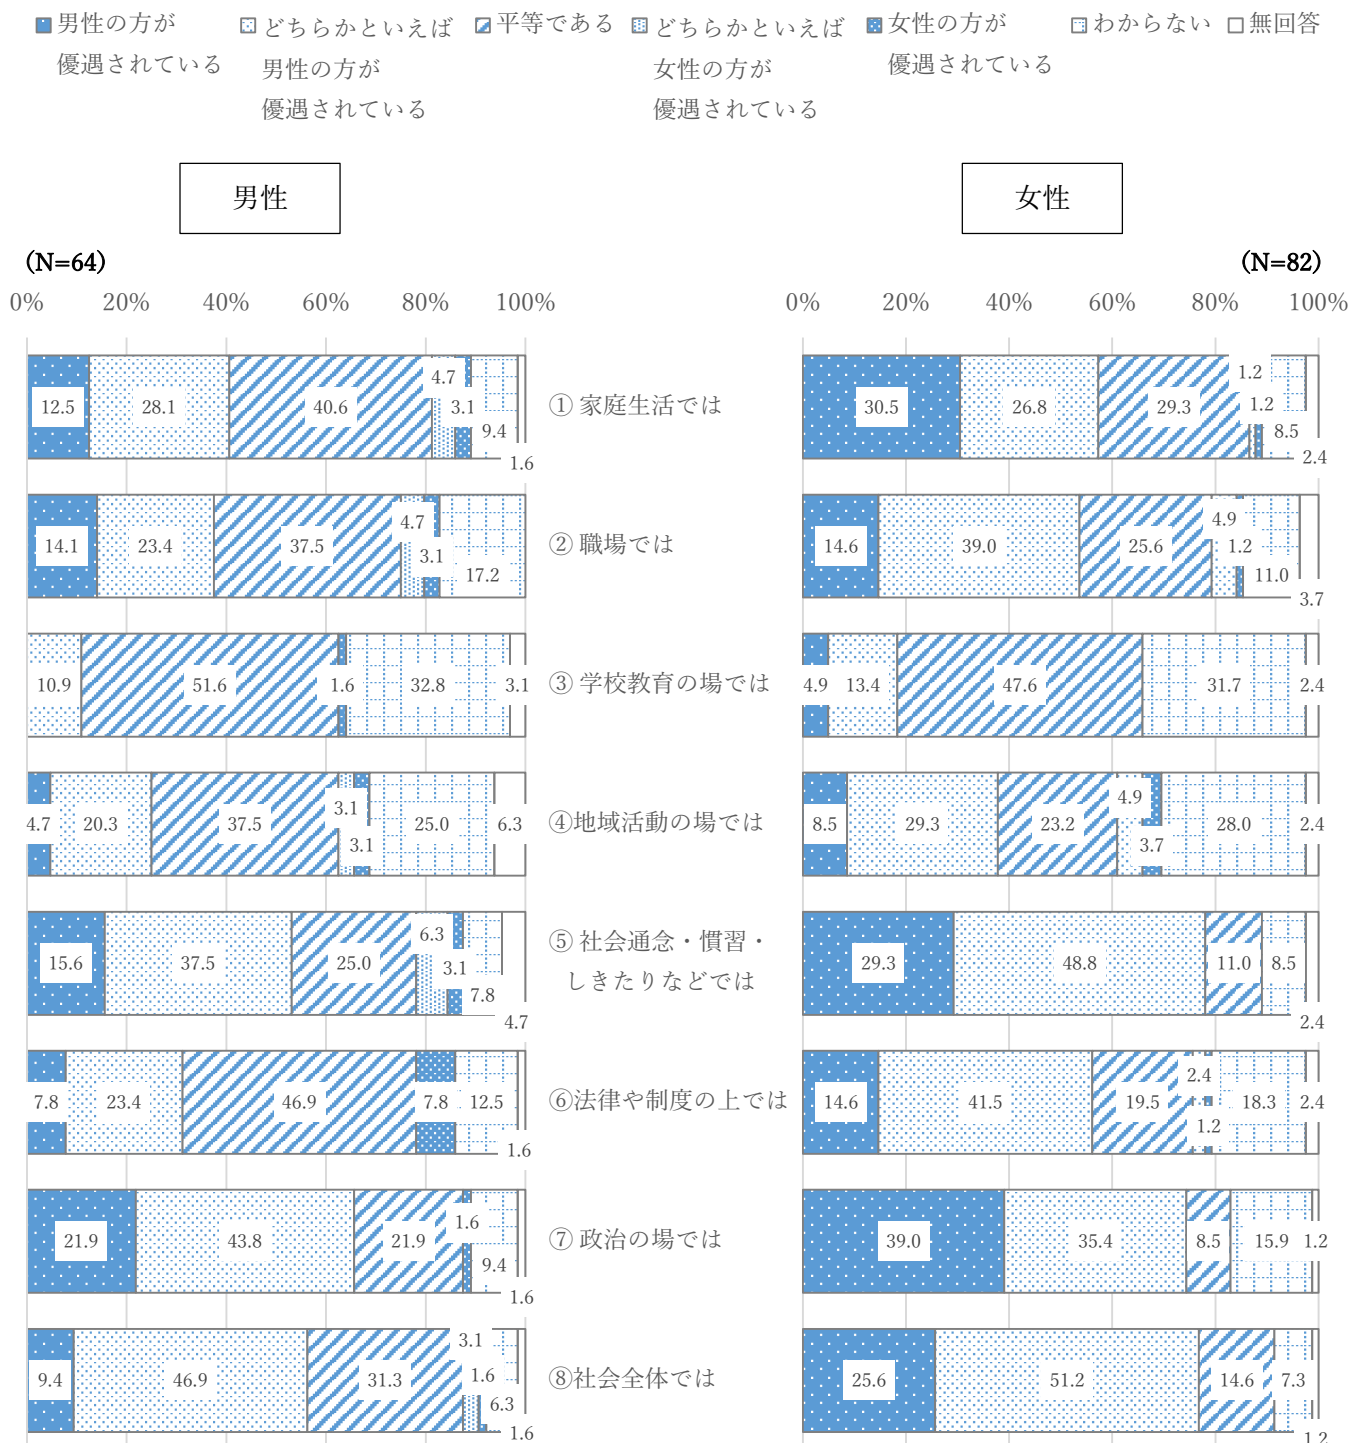 男性の方が
優遇されている
どちらかといえば
男性の方が
優遇されている
平等である
どちらかといえば
女性の方が
優遇されている
女性の方が
優遇されている
わからない
無回答
男性
女性
(N=64)
(N=82)
0% 20% 40% 60% 80% 100%
0% 20% 40% 60% 80% 100%
12.5 28.1 40.6 4.7 3.1 9.4 1.6
① 家庭生活では
30.5 26.8 29.3 1.2 1.2 8.5 2.4
14.1 23.4 37.5 4.7 3.1 17.2
② 職場では
14.6 39.0 25.6 4.9 1.2 11.0 3.7
10.9 51.6 1.6 32.8 3.1
③ 学校教育の場では
4.9 13.4 47.6 31.7 2.4
4.7 20.3 37.5 3.1 3.1 25.0 6.3
④地域活動の場では
8.5 29.3 23.2 4.9 3.7 28.0 2.4
15.6 37.5 25.0 6.3 3.1 7.8 4.7
⑤ 社会通念・慣習・
しきたりなどでは
29.3 48.8 11.0 8.5 2.4
7.8 23.4 46.9 7.8 12.5 1.6
⑥法律や制度の上では
14.6 41.5 19.5 2.4 1.2 18.3 2.4
21.9 43.8 21.9 1.6 9.4 1.6
⑦ 政治の場では
39.0 35.4 8.5 15.9 1.2
9.4 46.9 31.3 3.1 1.6 6.3 1.6
⑧社会全体では
25.6 51.2 14.6 7.3 1.2